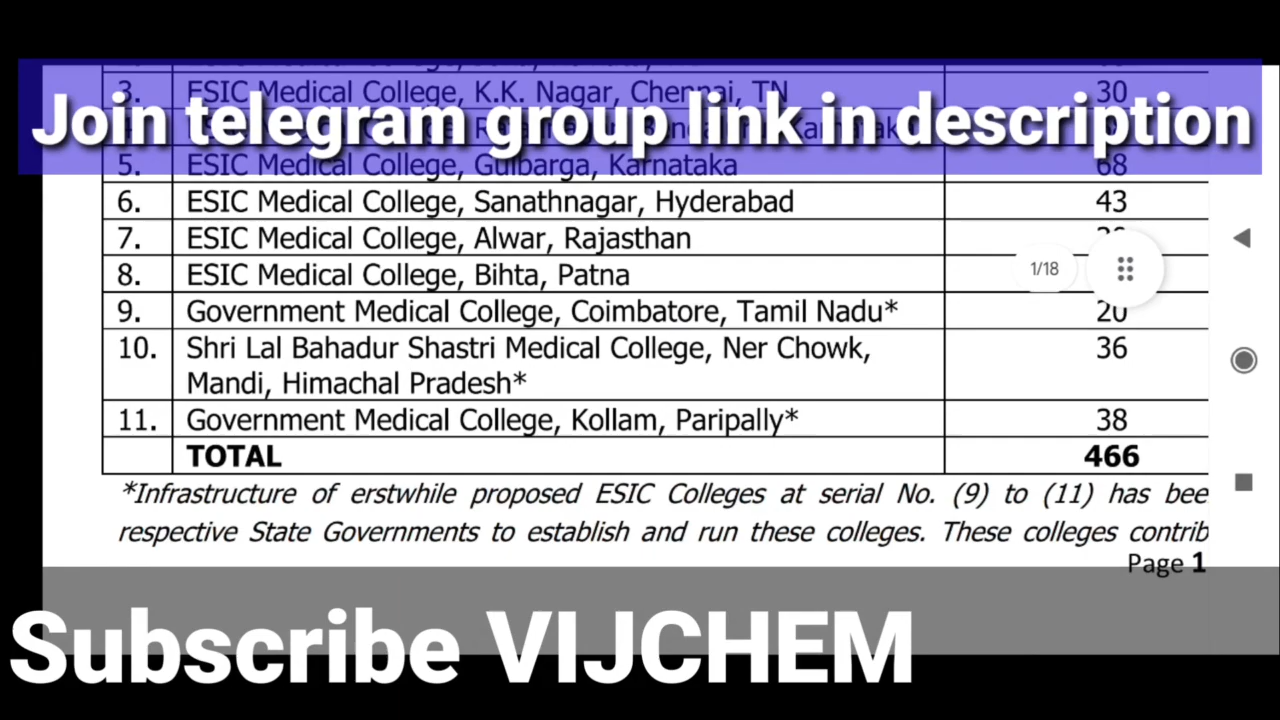 Join telegram group link in description
3. ESIC Medical College, K.K. Nagar, Chennai, TN 30
5. ESIC Medical College, Gulbarga, Karnataka 68
6. ESIC Medical College, Sanathnagar, Hyderabad 43
7. ESIC Medical College, Alwar, Rajasthan
8. ESIC Medical College, Bihta, Patna
1/18
9. Government Medical College, Coimbatore, Tamil Nadu* 20
10. Shri Lal Bahadur Shastri Medical College, Ner Chowk, 36
Mandi, Himachal Pradesh*
11. Government Medical College, Kollam, Paripally* 38
TOTAL 466
*Infrastructure of erstwhile proposed ESIC Colleges at serial No. (9) to (11) has bee
respective State Governments to establish and run these colleges. These colleges contrib
Page 1
Subscribe VIJCHEM